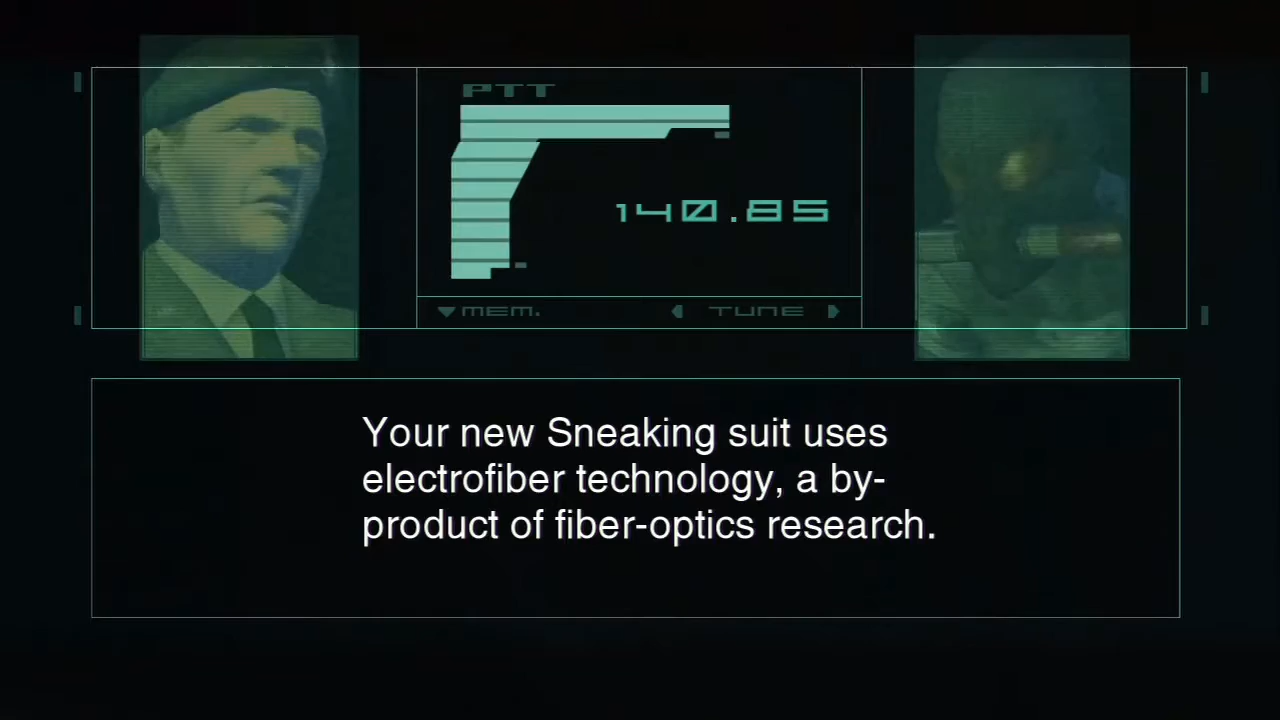 PTT
140.85
MEM.
TUNE
Your new Sneaking suit uses
electrofiber technology, a by-
product of fiber-optics research.